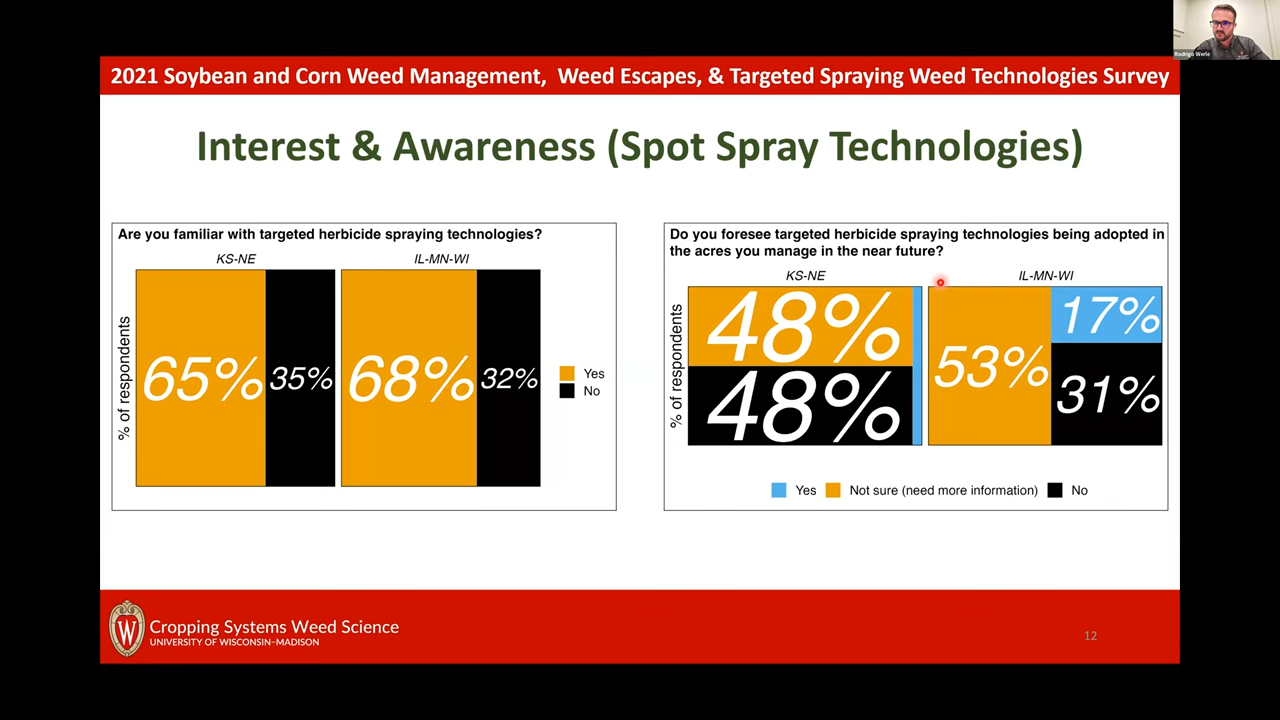 Rodrigo Werle
2021 Soybean and Corn Weed Management, Weed Escapes, & Targeted Spraying Weed Technologies Survey
Interest & Awareness (Spot Spray Technologies)
Are you familiar with targeted herbicide spraying technologies?
KS-NE
IL-MN-WI
% of respondents
65%
35%
68%
32%
Yes
No
Do you foresee targeted herbicide spraying technologies being adopted in
the acres you manage in the near future?
KS-NE
IL-MN-WI
% of respondents
48%
48%
53%
17%
31%
Yes
Not sure (need more information)
No
W
Cropping Systems Weed Science
UNIVERSITY OF WISCONSIN–MADISON
12